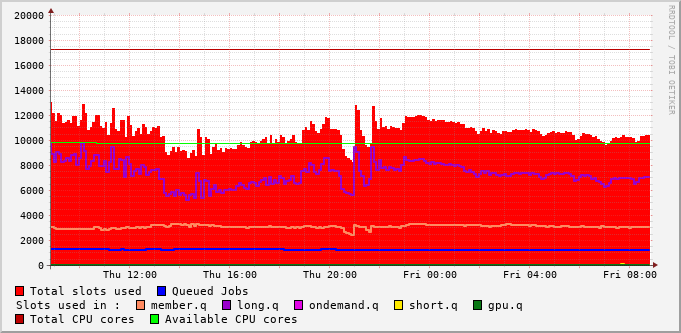 20000
18000
16000
14000
12000
10000
8000
6000
4000
2000
0
Thu 12:00 Thu 16:00 Thu 20:00 Fri 00:00 Fri 04:00 Fri 08:00
RRDTOOL / TOBI OETIKER
Total slots used Queued Jobs
Slots used in : member.q long.q ondemand.q short.q gpu.q
Total CPU cores Available CPU cores